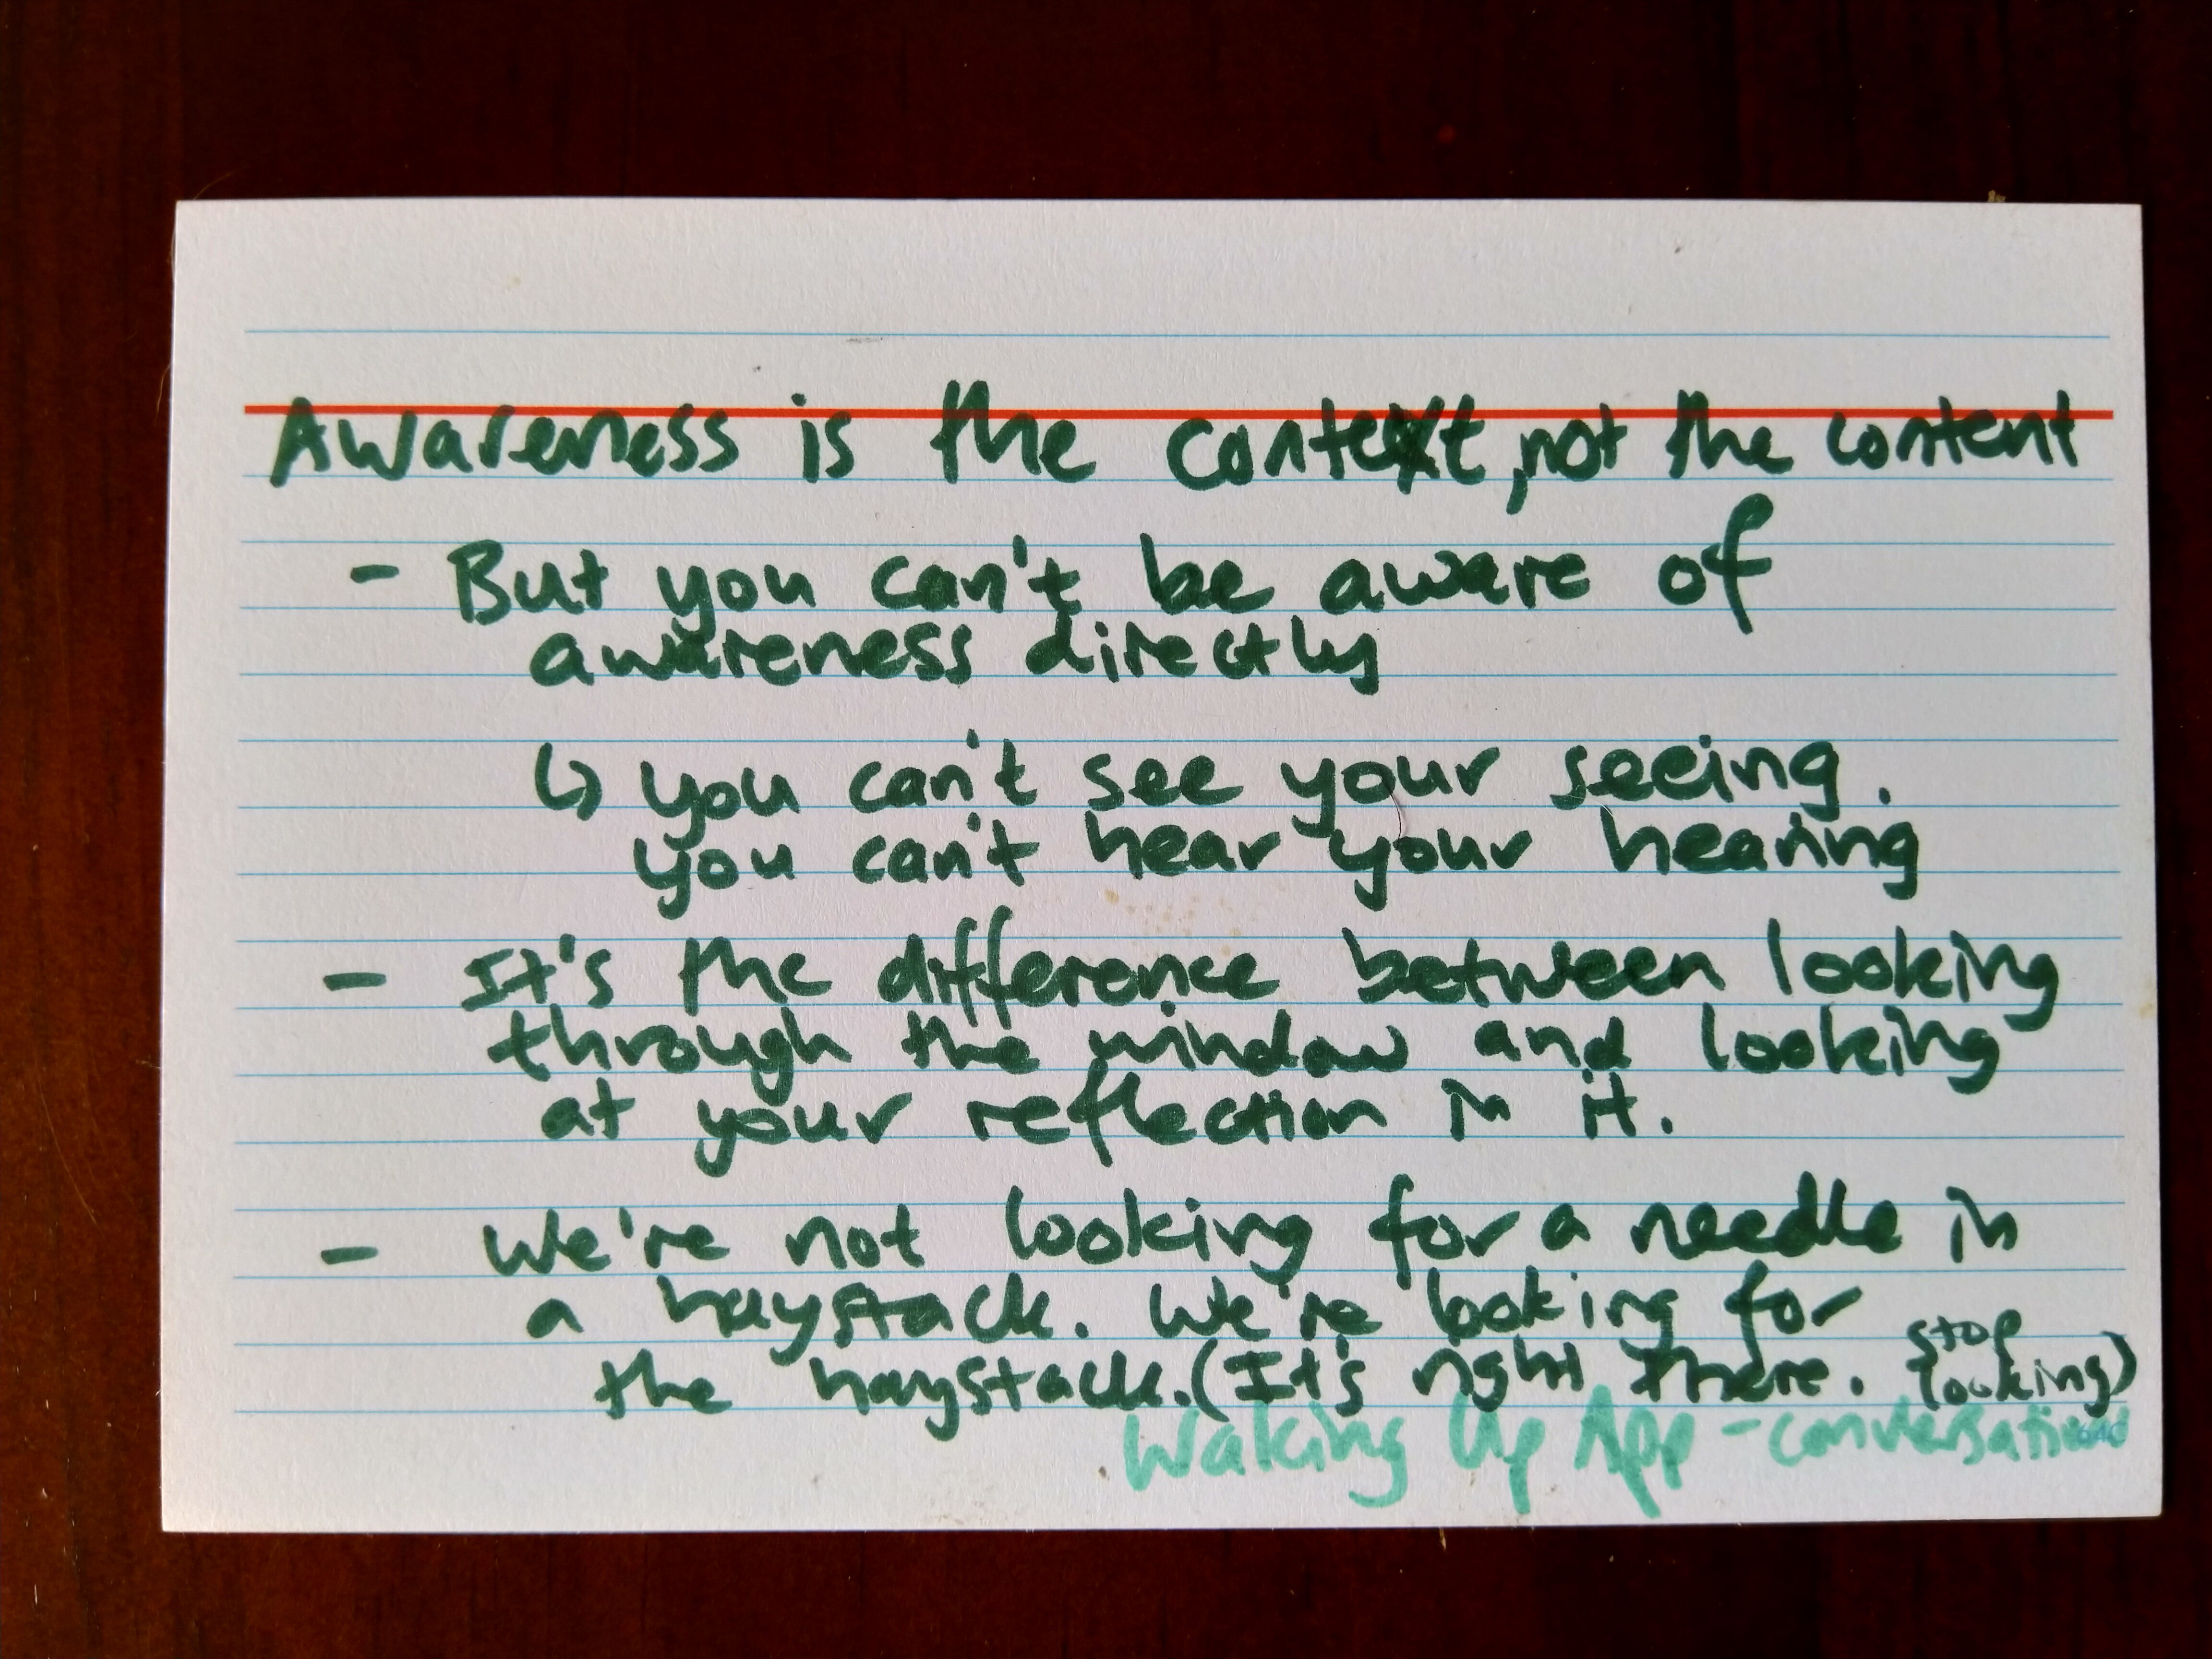 Awareness is the context, not the content
- But you can't be aware of
awareness directly
↳ you can't see your seeing.
you can't hear your hearing
- It's the difference between looking
through the window and looking
at your reflection in it.
- We're not looking for a needle in
a haystack. We're looking for
the haystack. (It's right there. stop
looking)
Waking Up App - conversations